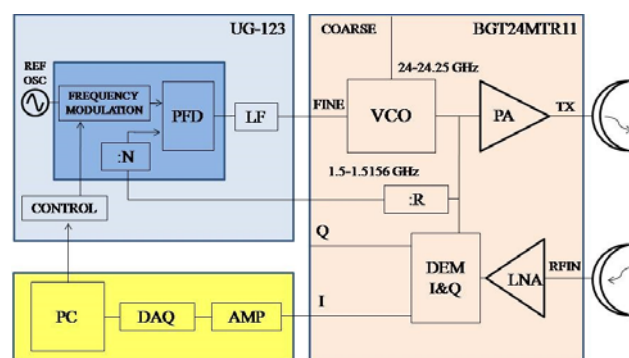 UG-123
COARSE
BGT24MTR11
REF
OSC
FREQUENCY
MODULATION
PFD
LF
FINE
24-24.25 GHz
VCO
PA
TX
:N
1.5-1.5156 GHz
:R
CONTROL
Q
DEM
I&Q
LNA
RFIN
PC
DAQ
AMP
I